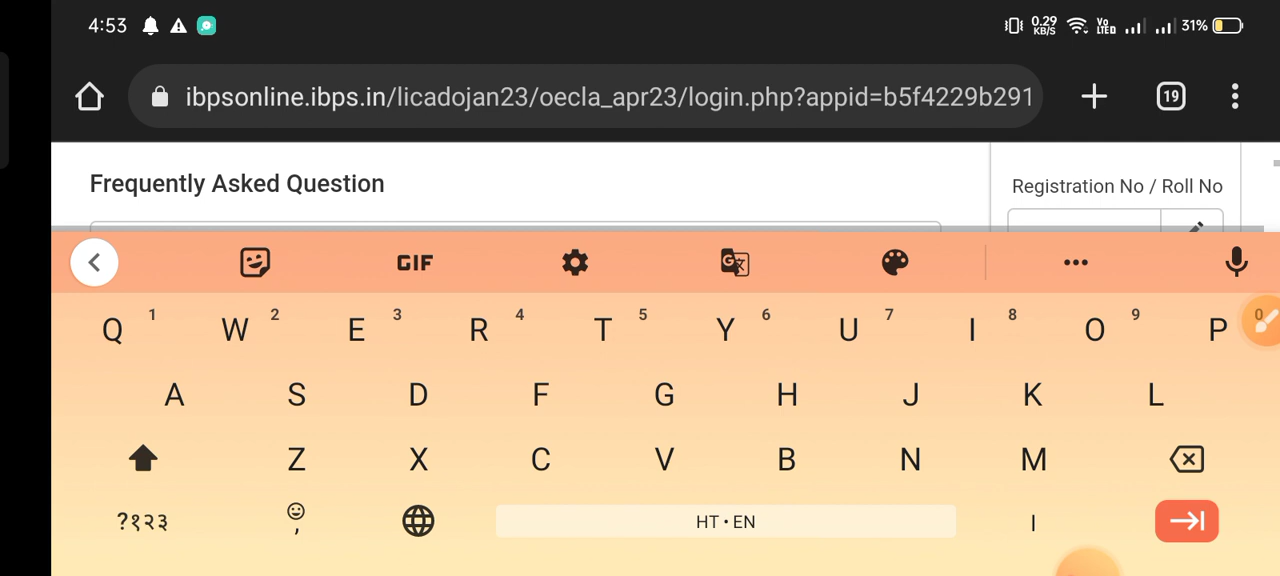 4:53 0.29 KB/S Vo LTED 31%
ibpsonline.ibps.in/licadojan23/oecla_apr23/login.php?appid=b5f4229b291 19
Frequently Asked Question
Registration No / Roll No
GIF
Q 1 W 2 E 3 R 4 T 5 Y 6 U 7 I 8 O 9 P 0
A S D F G H J K L
Z X C V B N M
?१२३ , HT • EN ।